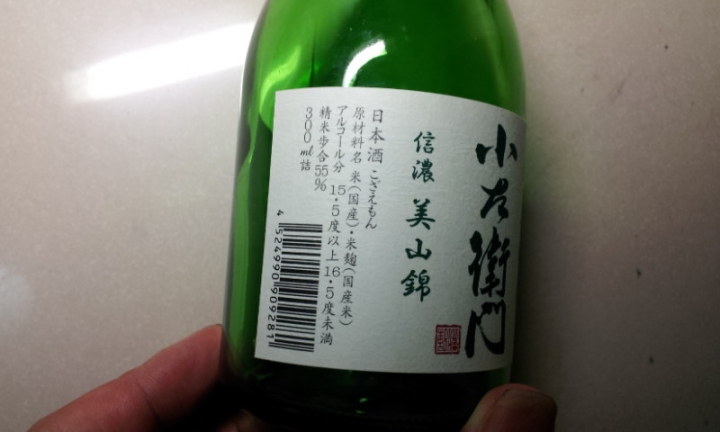 小左衛門
信濃 美山錦
日本酒 こざえもん
原材料名 米(国産)・米麹(国産米)
アルコール分 15・5度以上16・5度未満
精米歩合55%
300ml詰
4524990909281